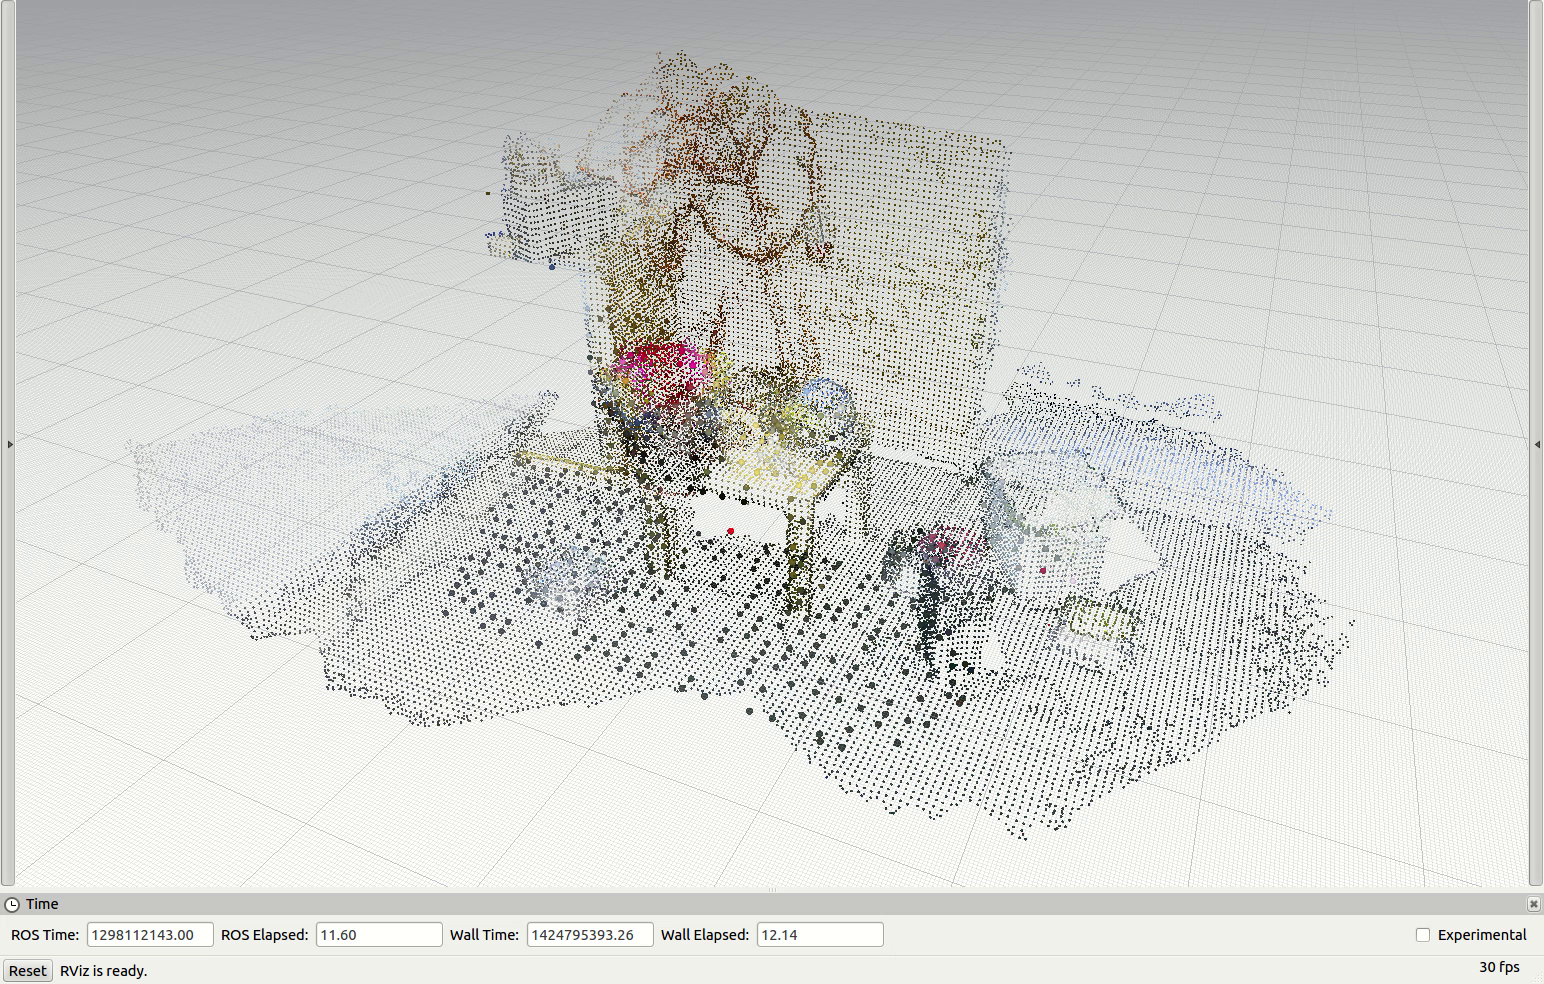 Time
ROS Time: 1298112143.00 ROS Elapsed: 11.60 Wall Time: 1424795393.26 Wall Elapsed: 12.14 Experimental
Reset RViz is ready. 30 fps